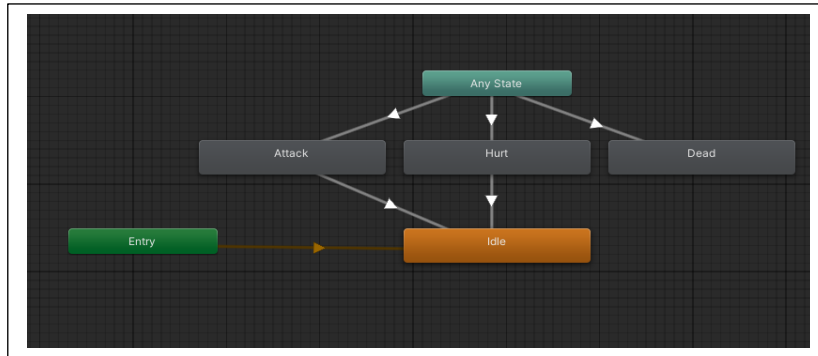 Any State
Attack
Hurt
Dead
Entry
Idle